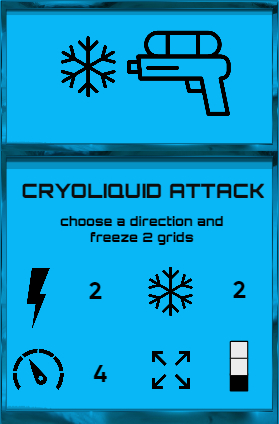 CRYOLIQUID ATTACK
choose a direction and
freeze 2 grids
2 2
4